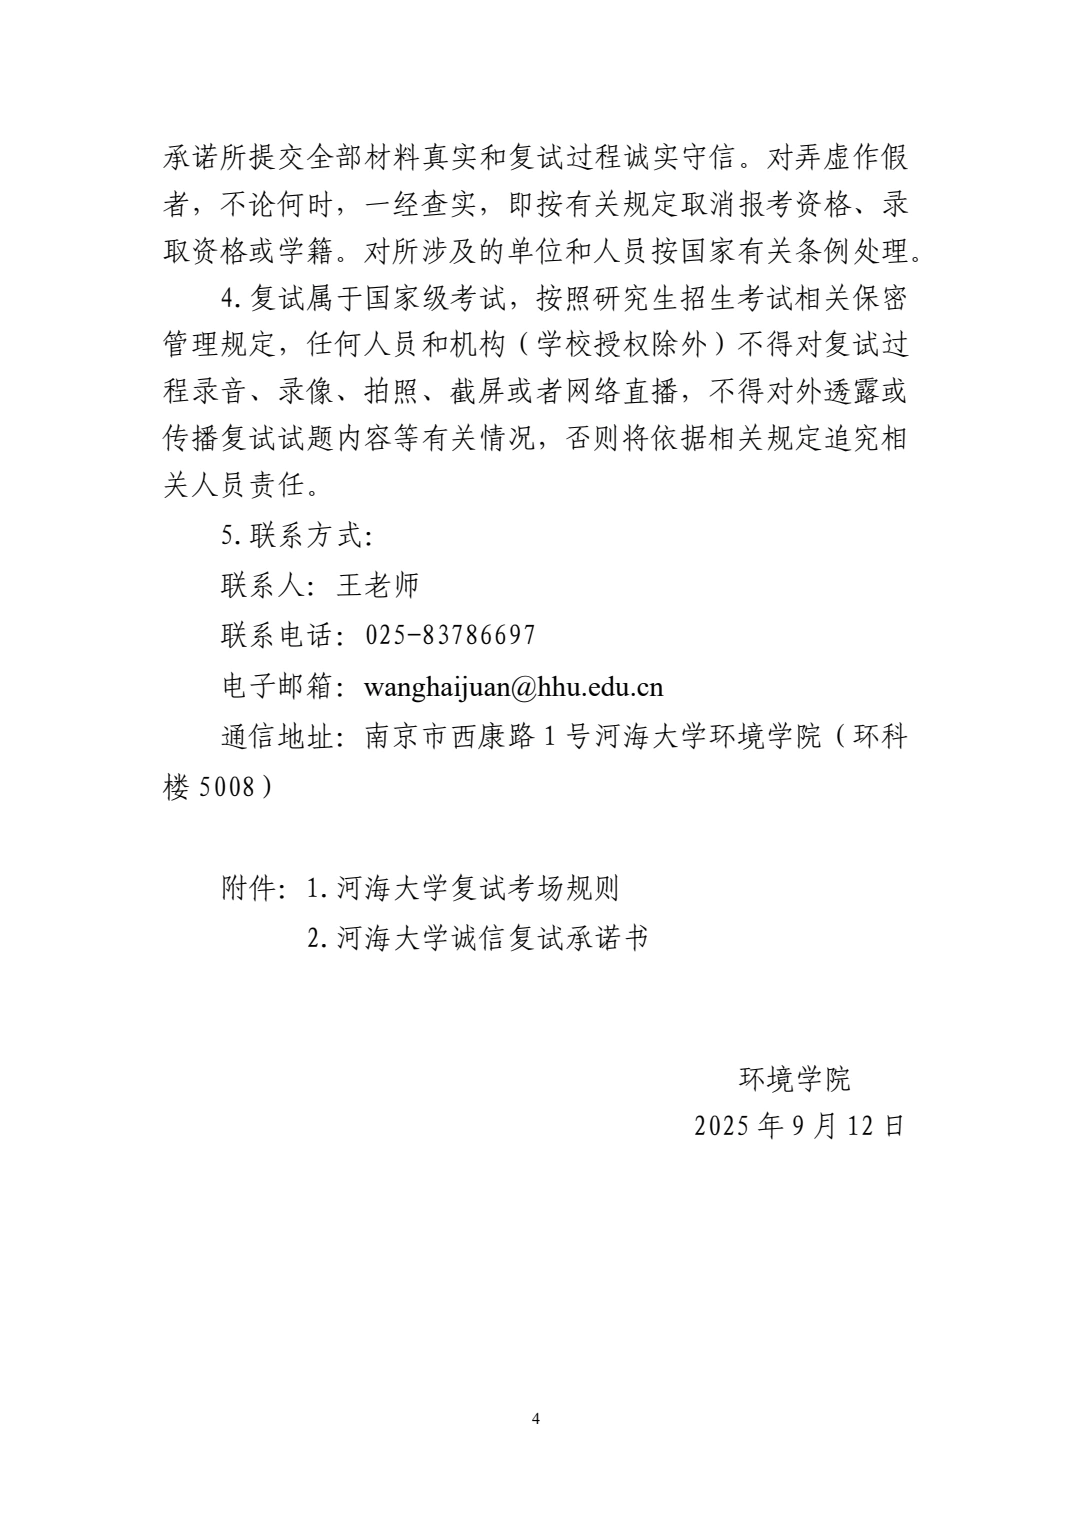 承诺所提交全部材料真实和复试过程诚实守信。对弄虚作假
者，不论何时，一经查实，即按有关规定取消报考资格、录
取资格或学籍。对所涉及的单位和人员按国家有关条例处理。
4.复试属于国家级考试，按照研究生招生考试相关保密
管理规定，任何人员和机构（学校授权除外）不得对复试过
程录音、录像、拍照、截屏或者网络直播，不得对外透露或
传播复试试题内容等有关情况，否则将依据相关规定追究相
关人员责任。
5.联系方式：
联系人：王老师
联系电话：025-83786697
电子邮箱：wanghaijuan@hhu.edu.cn
通信地址：南京市西康路 1 号河海大学环境学院（环科
楼 5008）
附件：1.河海大学复试考场规则
2.河海大学诚信复试承诺书
环境学院
2025 年 9 月 12 日
4